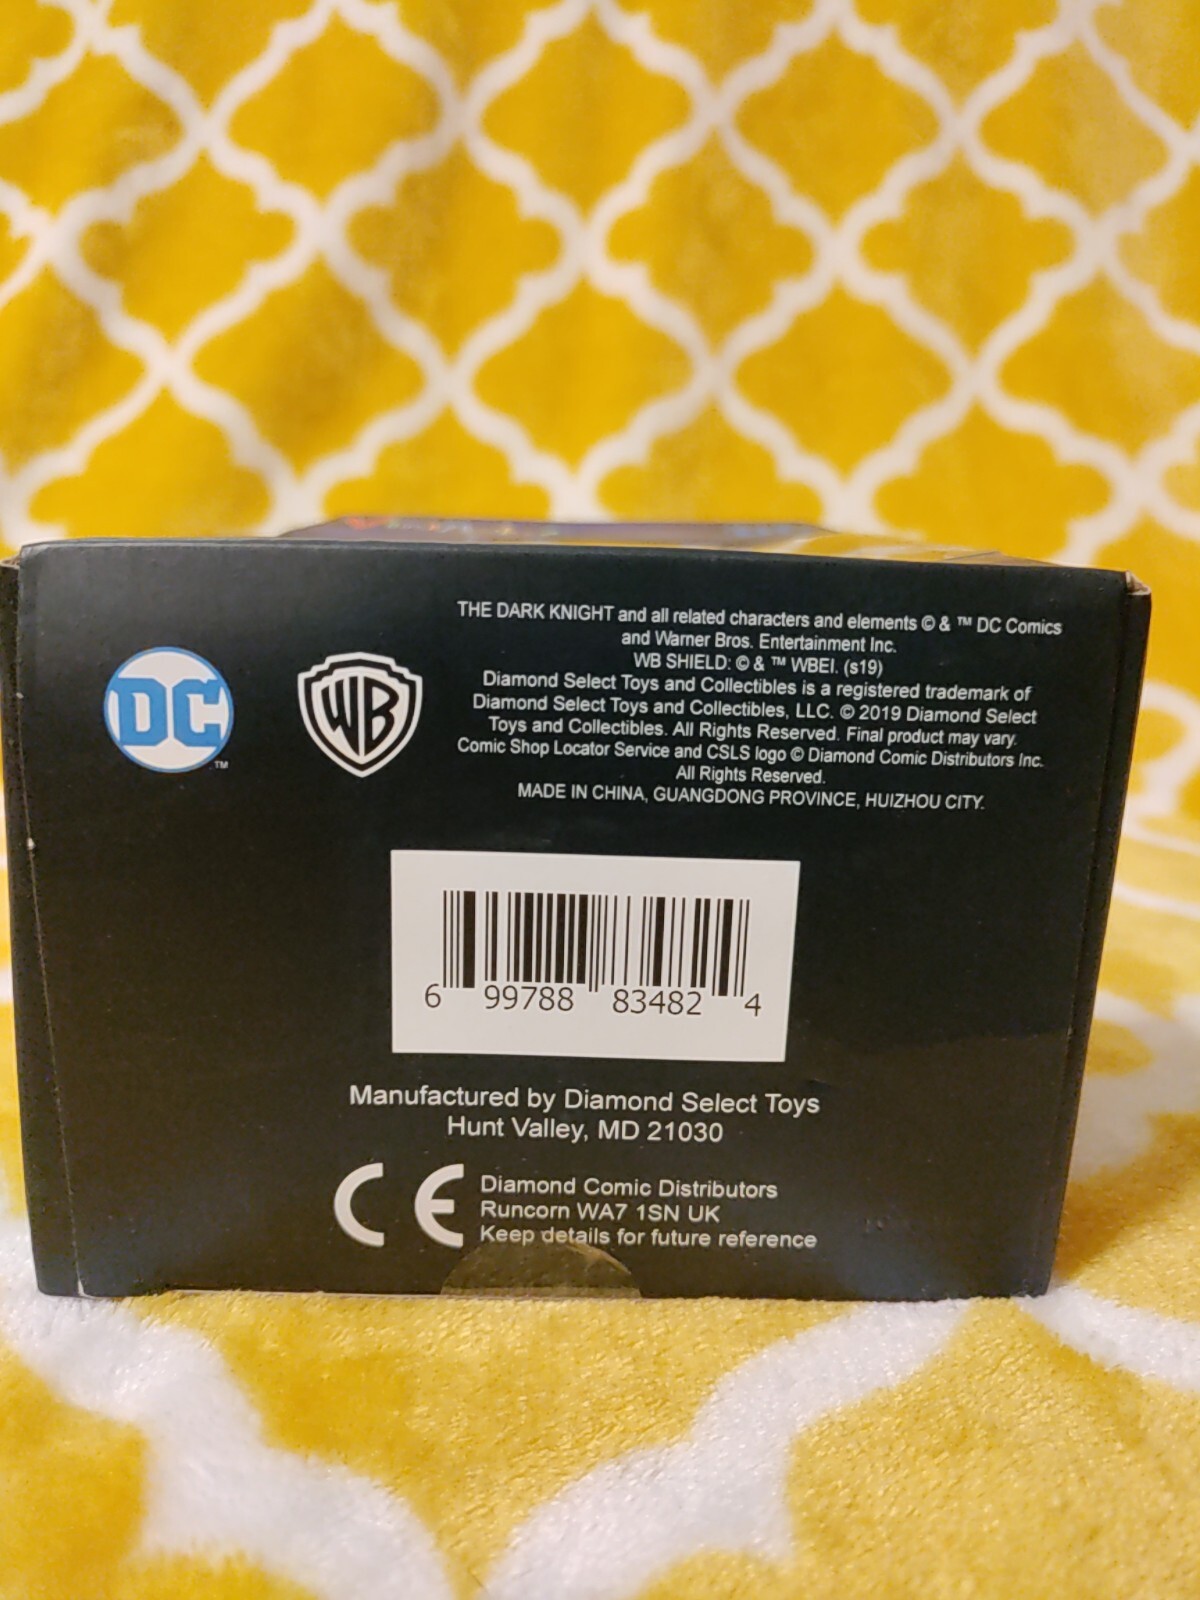 THE DARK KNIGHT and all related characters and elements © & ™ DC Comics
and Warner Bros. Entertainment Inc.
WB SHIELD: © & ™ WBEI. (s19)
Diamond Select Toys and Collectibles is a registered trademark of
Diamond Select Toys and Collectibles, LLC. © 2019 Diamond Select
Toys and Collectibles. All Rights Reserved. Final product may vary.
Comic Shop Locator Service and CSLS logo © Diamond Comic Distributors Inc.
All Rights Reserved.
MADE IN CHINA, GUANGDONG PROVINCE, HUIZHOU CITY.
DC™
WB
6 99788 83482 4
Manufactured by Diamond Select Toys
Hunt Valley, MD 21030
CE
Diamond Comic Distributors
Runcorn WA7 1SN UK
Keep details for future reference